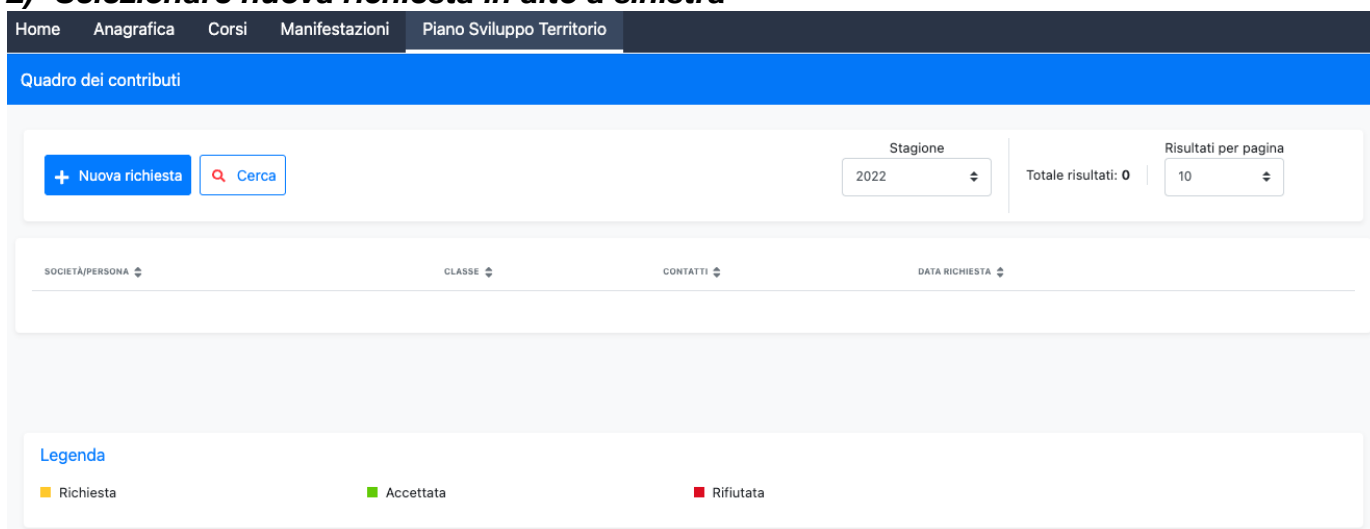 2) Selezionare nuova richiesta in alto a sinistra
Home Anagrafica Corsi Manifestazioni Piano Sviluppo Territorio
Quadro dei contributi
Stagione Risultati per pagina
+ Nuova richiesta Cerca 2022 Totale risultati: 0 10
SOCIETÀ/PERSONA CLASSE CONTATTI DATA RICHIESTA
Legenda
Richiesta Accettata Rifiutata